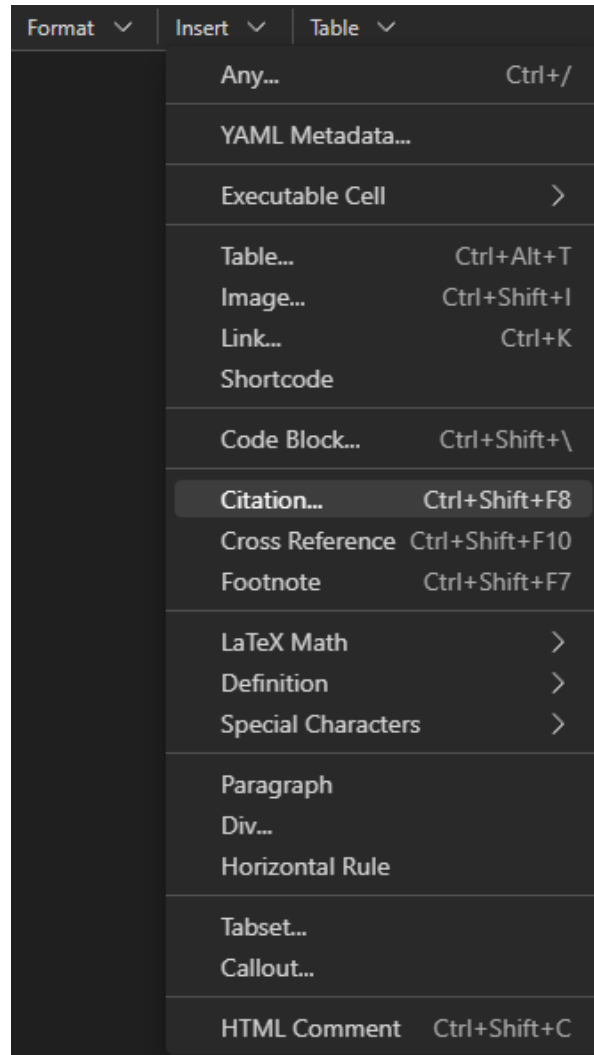 Format Insert Table
Any... Ctrl+/
YAML Metadata...
Executable Cell
Table... Ctrl+Alt+T
Image... Ctrl+Shift+I
Link... Ctrl+K
Shortcode
Code Block... Ctrl+Shift+\
Citation... Ctrl+Shift+F8
Cross Reference Ctrl+Shift+F10
Footnote Ctrl+Shift+F7
LaTeX Math
Definition
Special Characters
Paragraph
Div...
Horizontal Rule
Tabset...
Callout...
HTML Comment Ctrl+Shift+C